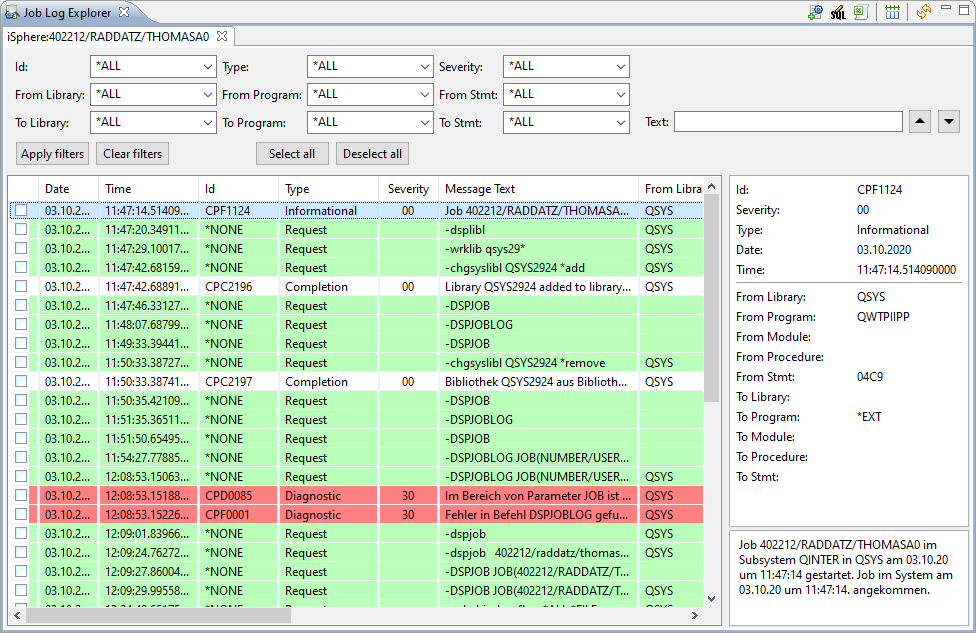 Job Log Explorer
SQL
iSphere:402212/RADDATZ/THOMASA0
Id: *ALL Type: *ALL Severity: *ALL
From Library: *ALL From Program: *ALL From Stmt: *ALL
To Library: *ALL To Program: *ALL To Stmt: *ALL Text:
Apply filters Clear filters Select all Deselect all
Date Time Id Type Severity Message Text From Libra
03.10.2... 11:47:14.51409... CPF1124 Informational 00 Job 402212/RADDATZ/THOMASA... QSYS
03.10.2... 11:47:20.34911... *NONE Request -dsplibl QSYS
03.10.2... 11:47:29.10017... *NONE Request -wrklib qsys29* QSYS
03.10.2... 11:47:42.68159... *NONE Request -chgsyslibl QSYS2924 *add QSYS
03.10.2... 11:47:42.68891... CPC2196 Completion 00 Library QSYS2924 added to library... QSYS
03.10.2... 11:47:46.33127... *NONE Request -DSPJOB
03.10.2... 11:48:07.68799... *NONE Request -DSPJOBLOG
03.10.2... 11:49:33.39441... *NONE Request -DSPJOB
03.10.2... 11:50:33.38727... *NONE Request -chgsyslibl QSYS2924 *remove QSYS
03.10.2... 11:50:33.38741... CPC2197 Completion 00 Bibliothek QSYS2924 aus Biblioth... QSYS
03.10.2... 11:50:35.42109... *NONE Request -DSPJOB
03.10.2... 11:51:35.36511... *NONE Request -DSPJOBLOG
03.10.2... 11:51:50.65495... *NONE Request -DSPJOB
03.10.2... 11:54:27.77885... *NONE Request -DSPJOBLOG JOB(NUMBER/USER...
03.10.2... 12:08:53.15063... *NONE Request -DSPJOBLOG JOB(NUMBER/USER... QSYS
03.10.2... 12:08:53.15188... CPD0085 Diagnostic 30 Im Bereich von Parameter JOB ist ... QSYS
03.10.2... 12:08:53.15226... CPF0001 Diagnostic 30 Fehler in Befehl DSPJOBLOG gefu... QSYS
03.10.2... 12:09:01.83966... *NONE Request -dspjob QSYS
03.10.2... 12:09:24.76272... *NONE Request -dspjob 402212/raddatz/thomas... QSYS
03.10.2... 12:09:27.86004... *NONE Request -DSPJOB JOB(402212/RADDATZ/T...
03.10.2... 12:09:29.99558... *NONE Request -DSPJOB JOB(402212/RADDATZ/T... QSYS
Id: CPF1124
Severity: 00
Type: Informational
Date: 03.10.2020
Time: 11:47:14.514090000
From Library: QSYS
From Program: QWTPIIPP
From Module:
From Procedure:
From Stmt: 04C9
To Library:
To Program: *EXT
To Module:
To Procedure:
To Stmt:
Job 402212/RADDATZ/THOMASA0 im
Subsystem QINTER in QSYS am 03.10.20
um 11:47:14 gestartet. Job im System am
03.10.20 um 11:47:14. angekommen.